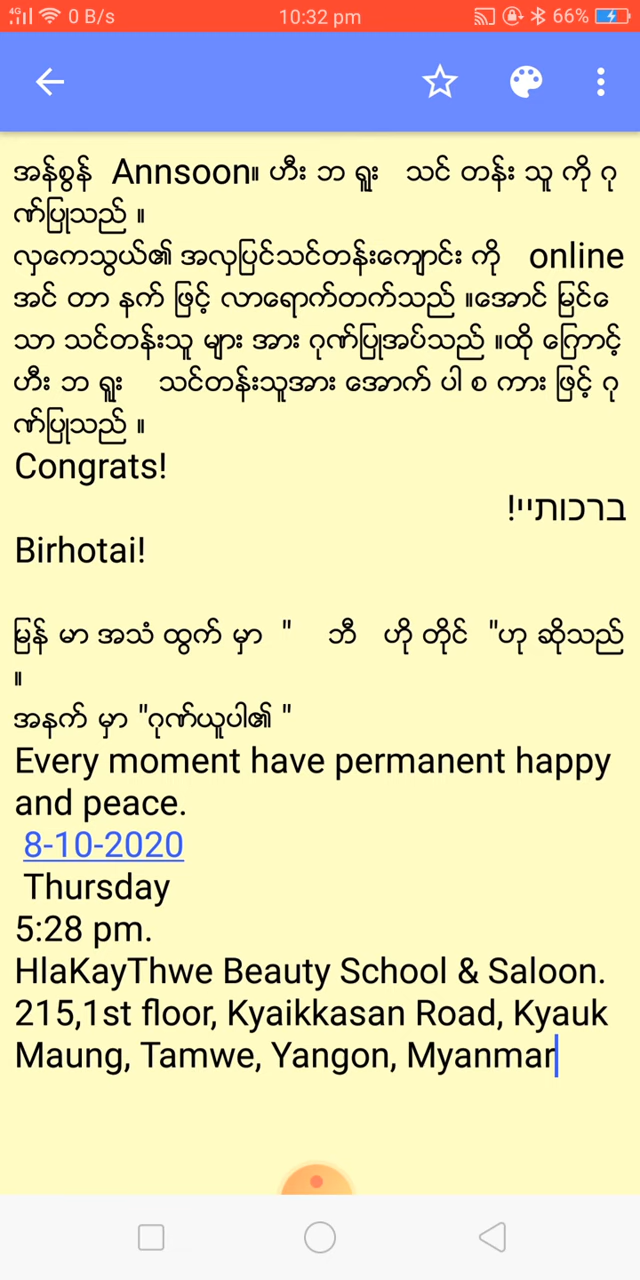 4G 0 B/s 10:32 pm 66%
အန်စွန် Annsoon။ ဟီး ဘ ရူး သင် တန်း သူ ကို ဂု
ဏ်ပြုသည် ။
လှကေသွယ်၏ အလှပြင်သင်တန်းကျောင်း ကို online
အင် တာ နက် ဖြင့် လာရောက်တက်သည် ။အောင် မြင်ေ
သာ သင်တန်းသူ များ အား ဂုဏ်ပြုအပ်သည် ။ထို ကြောင့်
ဟီး ဘ ရူး သင်တန်းသူအား အောက် ပါ စ ကား ဖြင့် ဂု
ဏ်ပြုသည် ။
Congrats!
ברכותיי!
Birhotai!
မြန် မာ အသံ ထွက် မှာ " ဘီ ဟို တိုင် "ဟု ဆိုသည်
။
အနက် မှာ "ဂုဏ်ယူပါ၏ "
Every moment have permanent happy
and peace.
8-10-2020
Thursday
5:28 pm.
HlaKayThwe Beauty School & Saloon.
215,1st floor, Kyaikkasan Road, Kyauk
Maung, Tamwe, Yangon, Myanmar